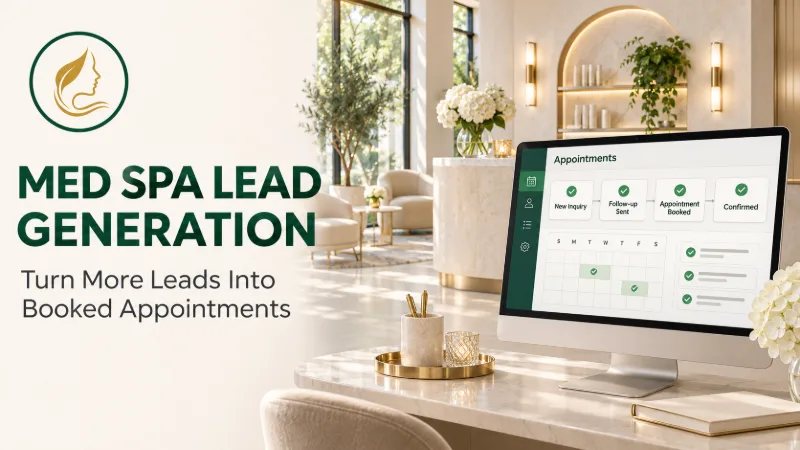 MED SPA LEAD
GENERATION
Turn More Leads Into
Booked Appointments
Appointments
New Inquiry
Follow-up
Sent
Appointment
Booked
Confirmed
S M T W T F S